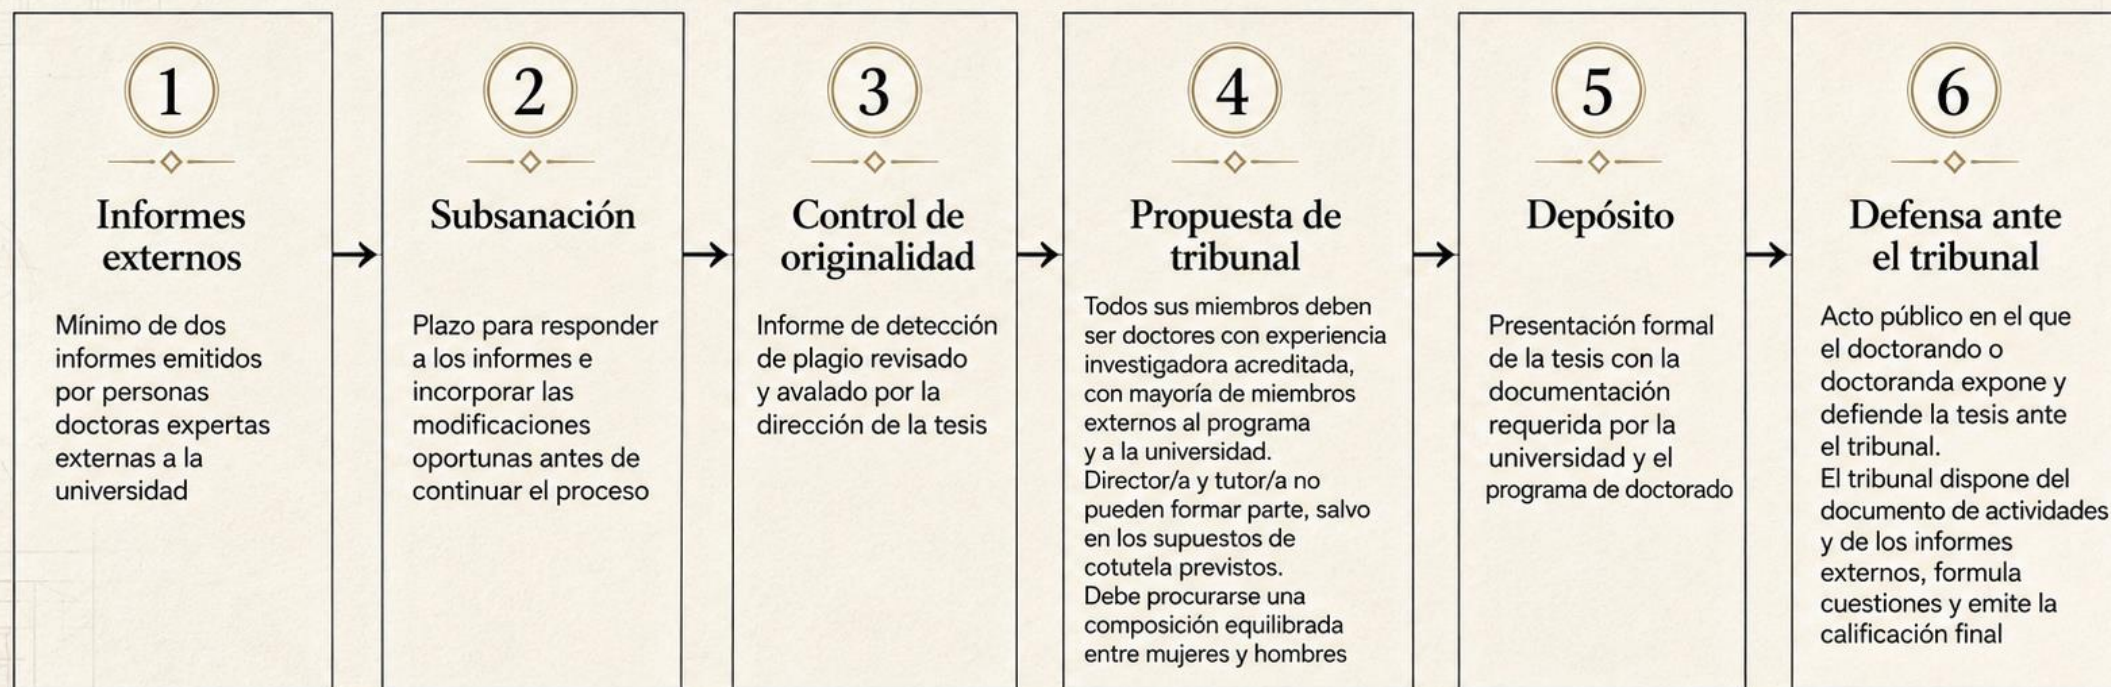 1
Informes
externos
Mínimo de dos
informes emitidos
por personas
doctoras expertas
externas a la
universidad
2
Subsanación
Plazo para responder
a los informes e
incorporar las
modificaciones
oportunas antes de
continuar el proceso
3
Control de
originalidad
Informe de detección
de plagio revisado
y avalado por la
dirección de la tesis
4
Propuesta de
tribunal
Todos sus miembros deben
ser doctores con experiencia
investigadora acreditada,
con mayoría de miembros
externos al programa
y a la universidad.
Director/a y tutor/a no
pueden formar parte, salvo
en los supuestos de
cotutela previstos.
Debe procurarse una
composición equilibrada
entre mujeres y hombres
5
Depósito
Presentación formal
de la tesis con la
documentación
requerida por la
universidad y el
programa de doctorado
6
Defensa ante
el tribunal
Acto público en el que
el doctorando o
doctoranda expone y
defiende la tesis ante
el tribunal.
El tribunal dispone del
documento de actividades
y de los informes
externos, formula
cuestiones y emite la
calificación final